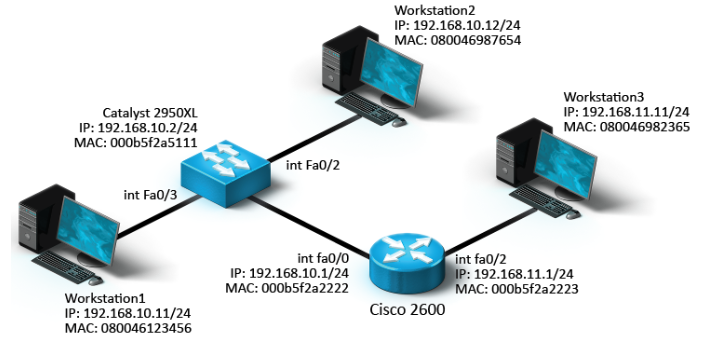 Workstation2
IP: 192.168.10.12/24
MAC: 080046987654
Workstation3
IP: 192.168.11.11/24
MAC: 080046982365
Catalyst 2950XL
IP: 192.168.10.2/24
MAC: 000b5f2a5111
int Fa0/2
int Fa0/3
int fa0/0
IP: 192.168.10.1/24
MAC: 000b5f2a2222
int fa0/2
IP: 192.168.11.1/24
MAC: 000b5f2a2223
Cisco 2600
Workstation1
IP: 192.168.10.11/24
MAC: 080046123456